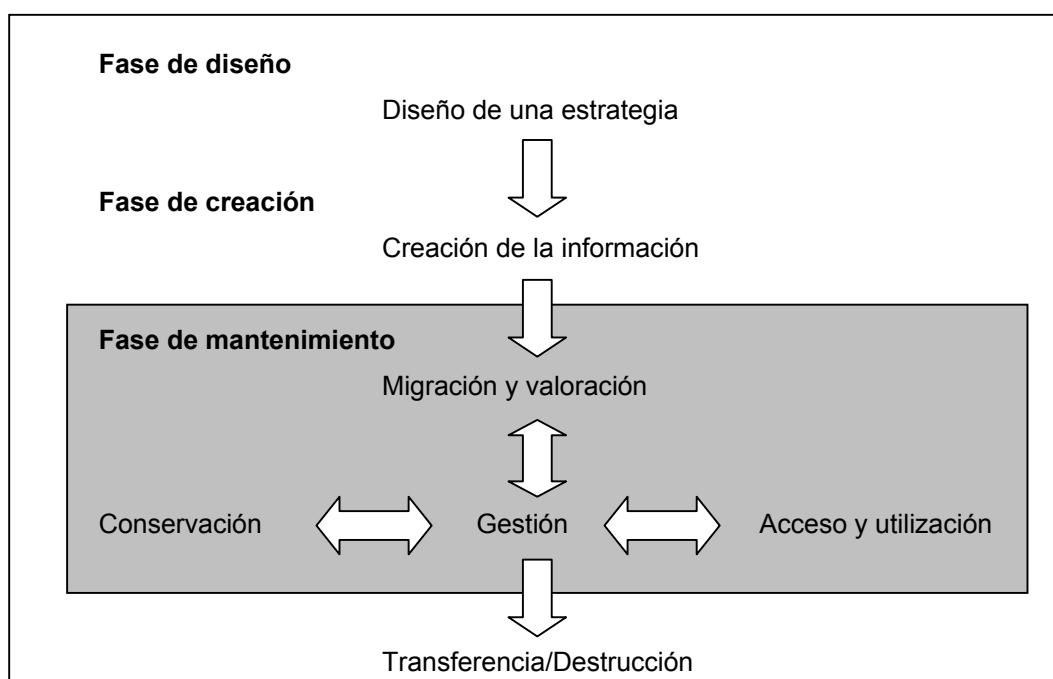 Fase de diseño
Diseño de una estrategia
Fase de creación
Creación de la información
Fase de mantenimiento
Migración y valoración
Conservación
Gestión
Acceso y utilización
Transferencia/Destrucción